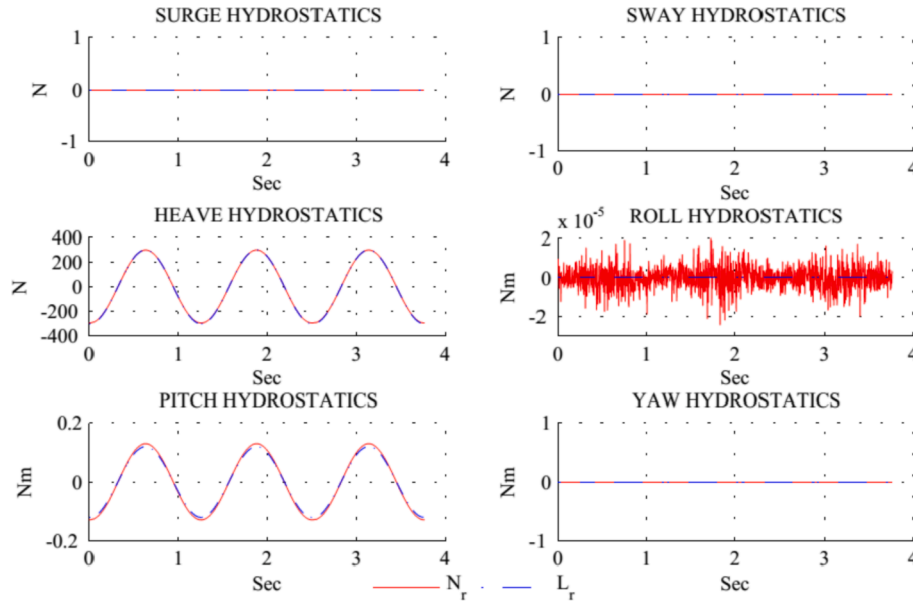 SURGE HYDROSTATICS
1
0
-1
N
0 1 2 3 4
Sec
SWAY HYDROSTATICS
1
0
-1
N
0 1 2 3 4
Sec
HEAVE HYDROSTATICS
400
200
0
-200
-400
N
0 1 2 3 4
Sec
ROLL HYDROSTATICS
x 10^-5
2
0
-2
Nm
0 1 2 3 4
Sec
PITCH HYDROSTATICS
0.2
0
-0.2
Nm
0 1 2 3 4
Sec
YAW HYDROSTATICS
1
0
-1
Nm
0 1 2 3 4
Sec
N_r L_r